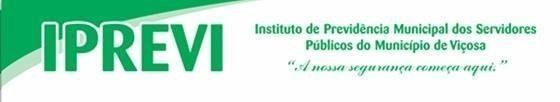 IPREVI
Instituto de Previdência Municipal dos Servidores
Públicos do Município de Viçosa
"A nossa segurança começa aqui."